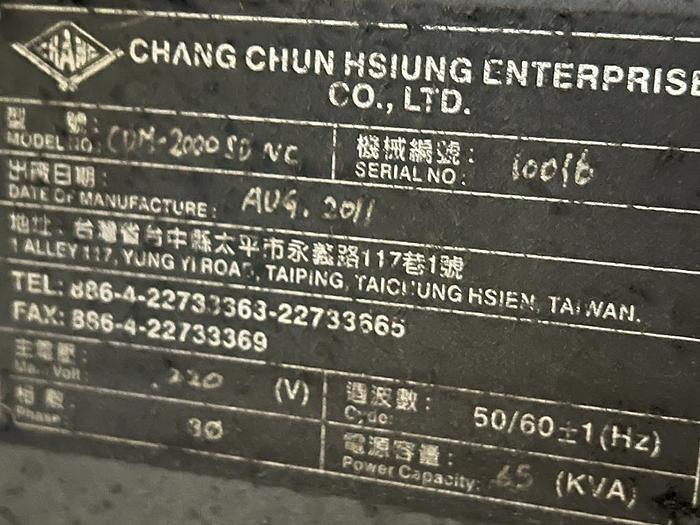 CHANG CHUN HSIUNG ENTERPRISE
CO., LTD.
型 號:
MODEL NO: CDM-2000 SD NC
機械編號:
SERIAL NO: 10016
出廠日期:
DATE OF MANUFACTURE: AUG. 2011
地址: 台灣省台中縣太平市永義路117巷1號
1 ALLEY 117, YUNG YI ROAD, TAIPING, TAICHUNG HSIEN, TAIWAN.
TEL: 886-4-22733363-22733665
FAX: 886-4-22733369
主電壓:
Volt: 220 (V)
週波數:
Cycle: 50/60±1(Hz)
相數:
Phase: 3Ø
電源容量:
Power Capacity: 65 (KVA)